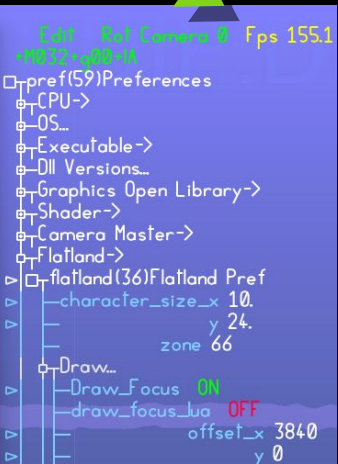 Edit Rot Camera 0 Fps 155.1
+M032+q00+IA
pref(59)Preferences
CPU->
OS...
Executable->
Dll Versions...
Graphics Open Library->
Shader->
Camera Master->
Flatland->
flatland(36)Flatland Pref
character_size_x 10.
y 24.
zone 66
Draw...
Draw_Focus ON
draw_focus_lua OFF
offset_x 3840
y 0